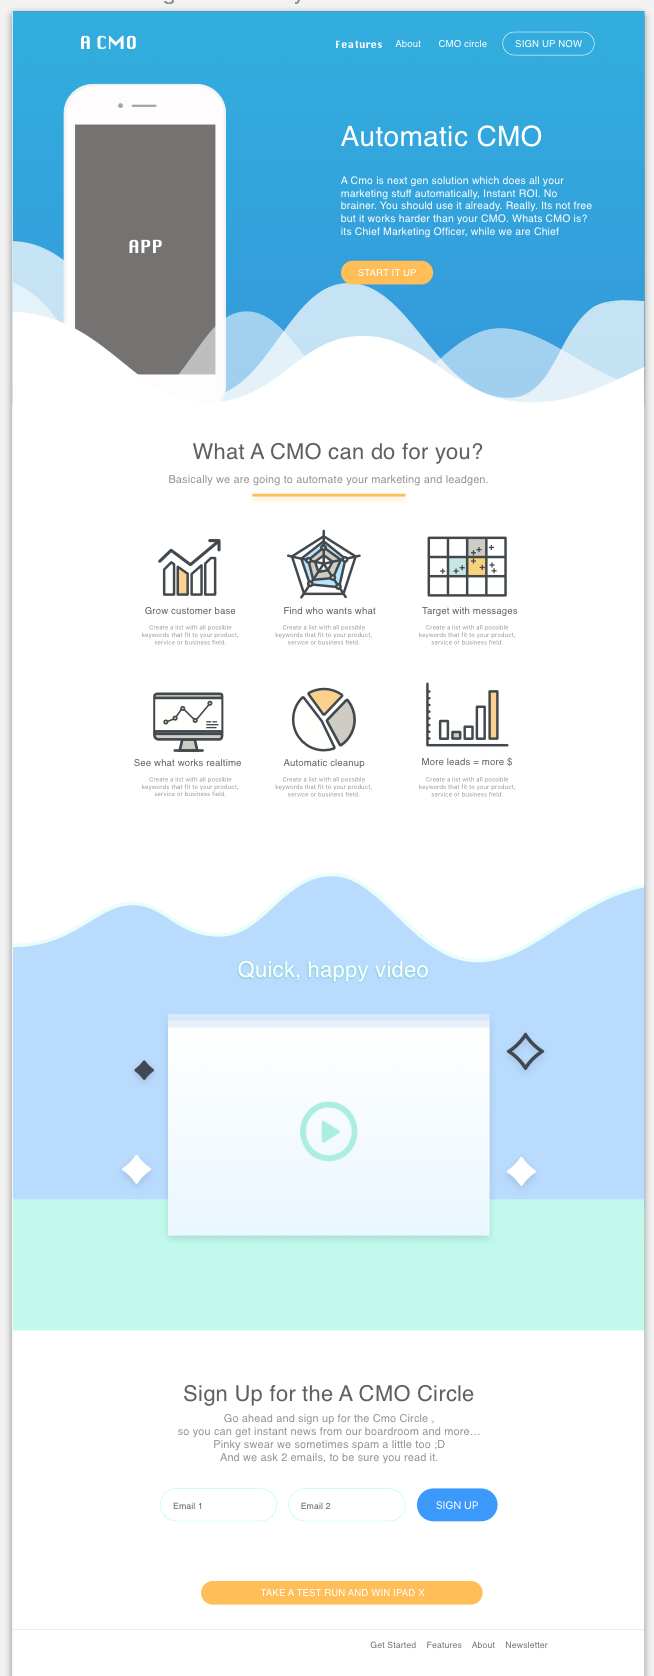 A CMO
Features About CMO circle SIGN UP NOW
Automatic CMO
A Cmo is next gen solution which does all your
marketing stuff automatically, Instant ROI. No
brainer. You should use it already. Really. Its not free
but it works harder than your CMO. Whats CMO is?
its Chief Marketing Officer, while we are Chief
START IT UP
APP
What A CMO can do for you?
Basically we are going to automate your marketing and leadgen.
Grow customer base
Create a list with all possible
keywords that fit to your product,
service or business field.
Find who wants what
Create a list with all possible
keywords that fit to your product,
service or business field.
Target with messages
Create a list with all possible
keywords that fit to your product,
service or business field.
See what works realtime
Create a list with all possible
keywords that fit to your product,
service or business field.
Automatic cleanup
Create a list with all possible
keywords that fit to your product,
service or business field.
More leads = more $
Create a list with all possible
keywords that fit to your product,
service or business field.
Quick, happy video
Sign Up for the A CMO Circle
Go ahead and sign up for the Cmo Circle ,
so you can get instant news from our boardroom and more...
Pinky swear we sometimes spam a little too ;D
And we ask 2 emails, to be sure you read it.
Email 1 Email 2 SIGN UP
TAKE A TEST RUN AND WIN IPAD X
Get Started Features About Newsletter